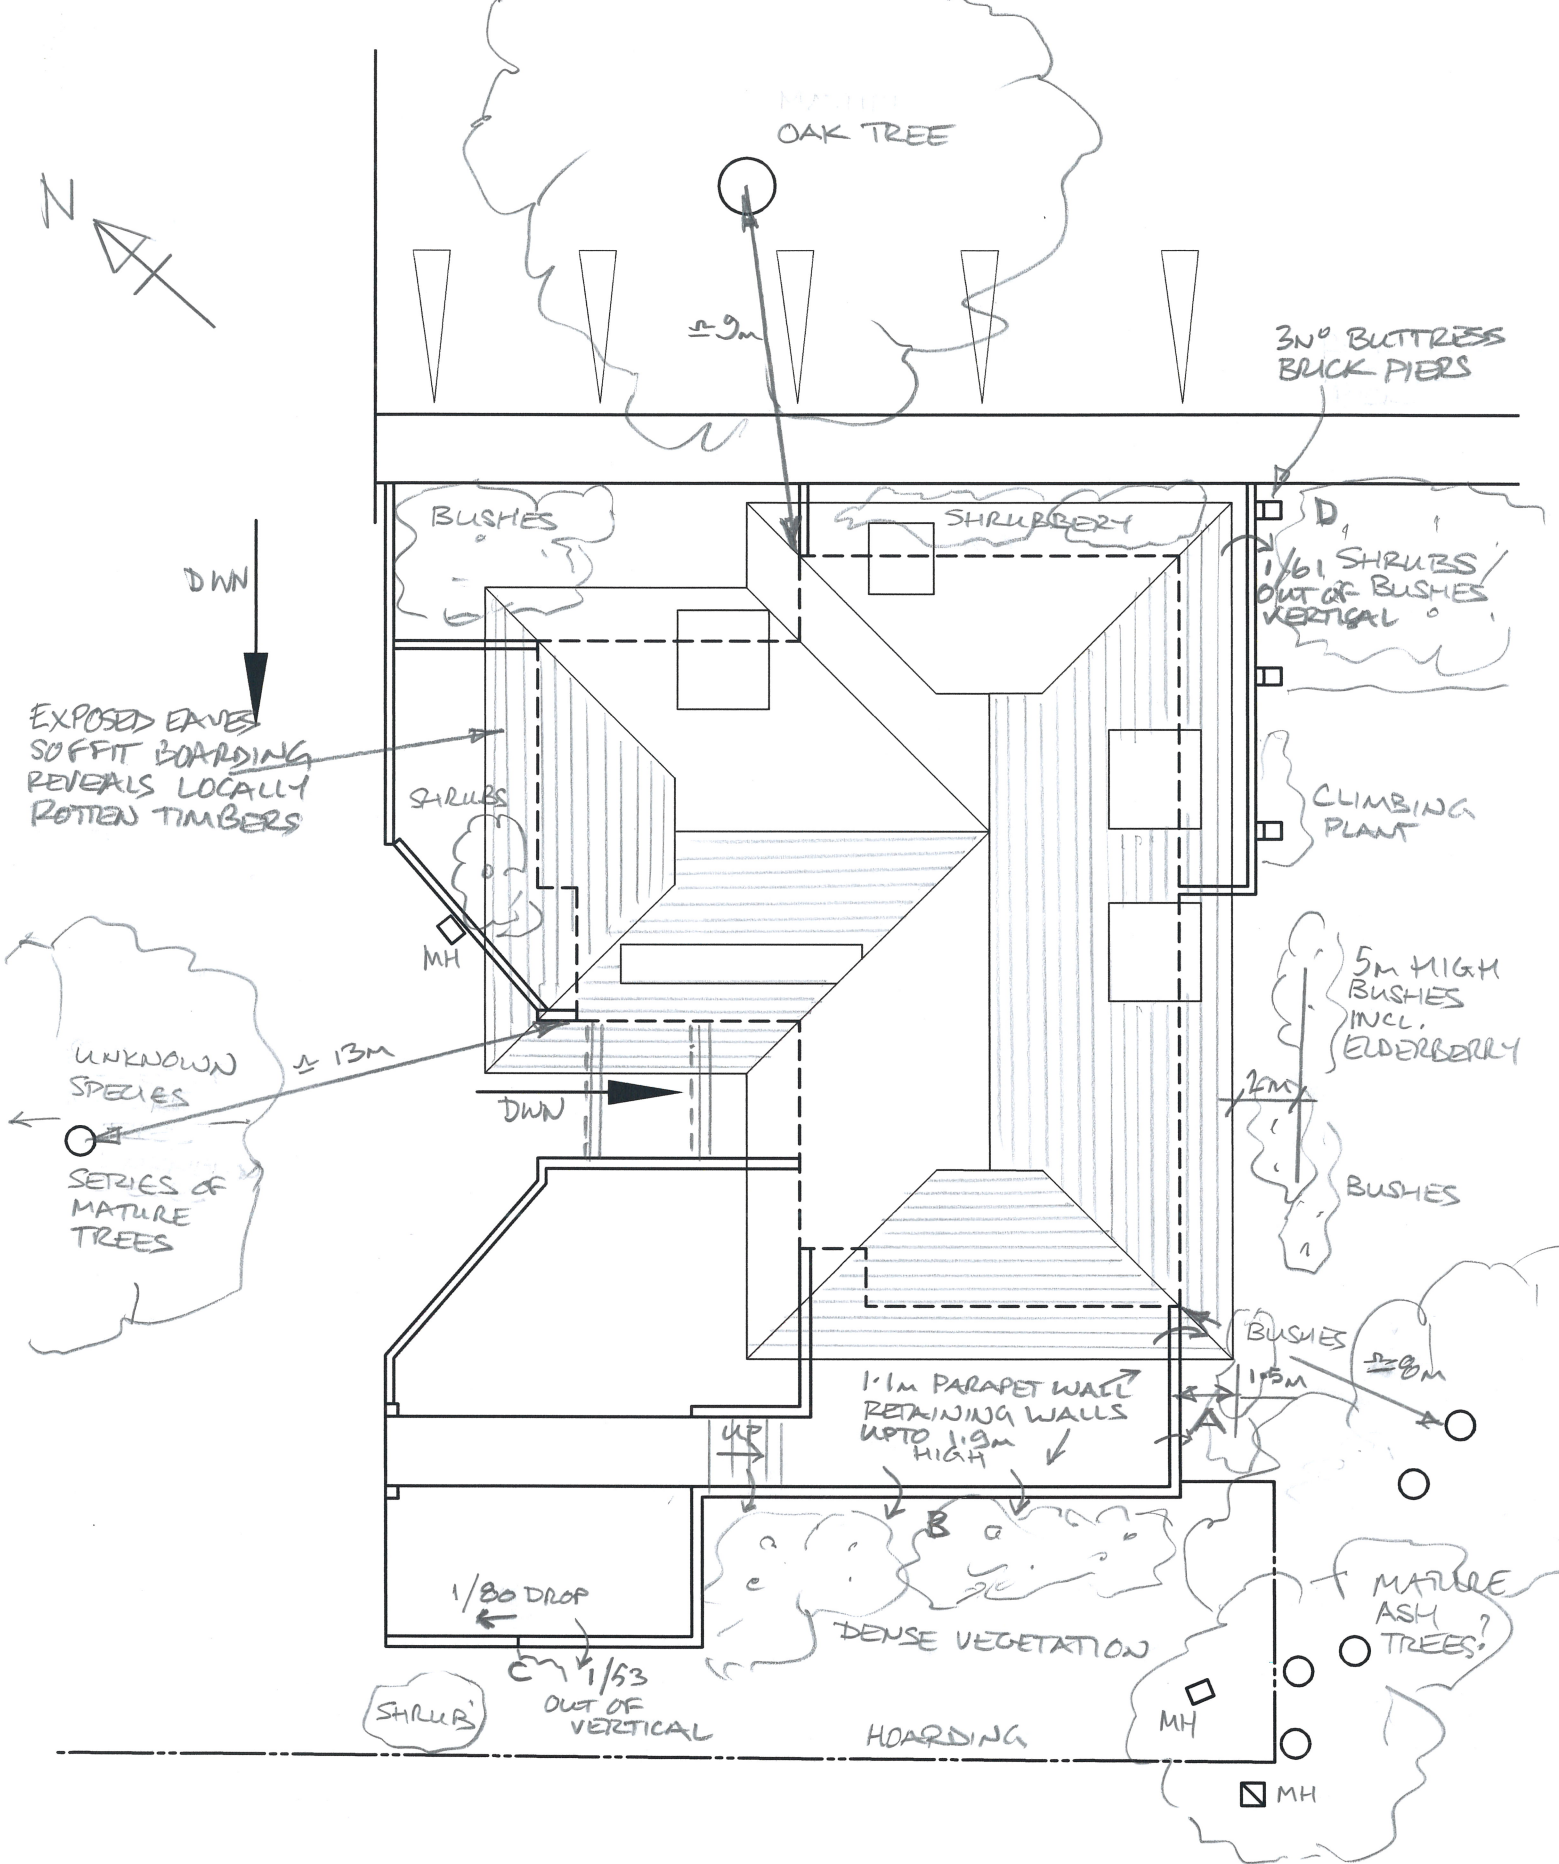 OAK TREE
N
≏ 9m
3Nº BUTTRESS
BRICK PIERS
BUSHES
SHRUBBERY
D
1/61
OUT OF
VERTICAL
SHRUBS/
BUSHES
DWN
EXPOSED EAVES
SOFFIT BOARDING
REVEALS LOCALLY
ROTTEN TIMBERS
SHRUBS
CLIMBING
PLANT
MH
5m HIGH
BUSHES
INCL.
ELDERBERRY
≏ 13m
UNKNOWN
SPECIES
2m
DWN
SERIES OF
MATURE
TREES
BUSHES
BUSHES
≏ 8m
1.5m
1.1m PARAPET WALL
RETAINING WALLS
UPTO 1.9m
HIGH
A
UP
B
1/80 DROP
MATURE
ASH
TREES?
DENSE VEGETATION
C
1/53
OUT OF
VERTICAL
SHRUB
HOARDING
MH
MH